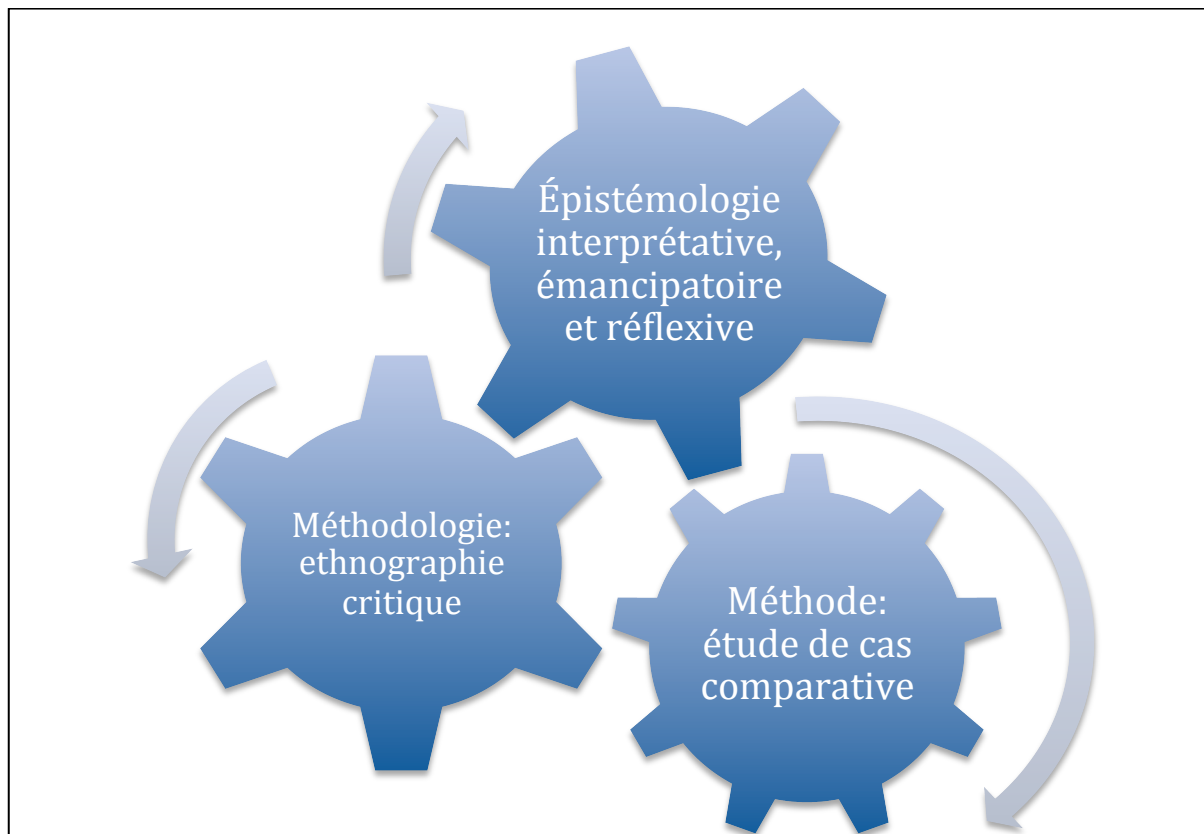 Épistémologie
interprétative,
émancipatoire
et réflexive
Méthodologie:
ethnographie
critique
Méthode:
étude de cas
comparative